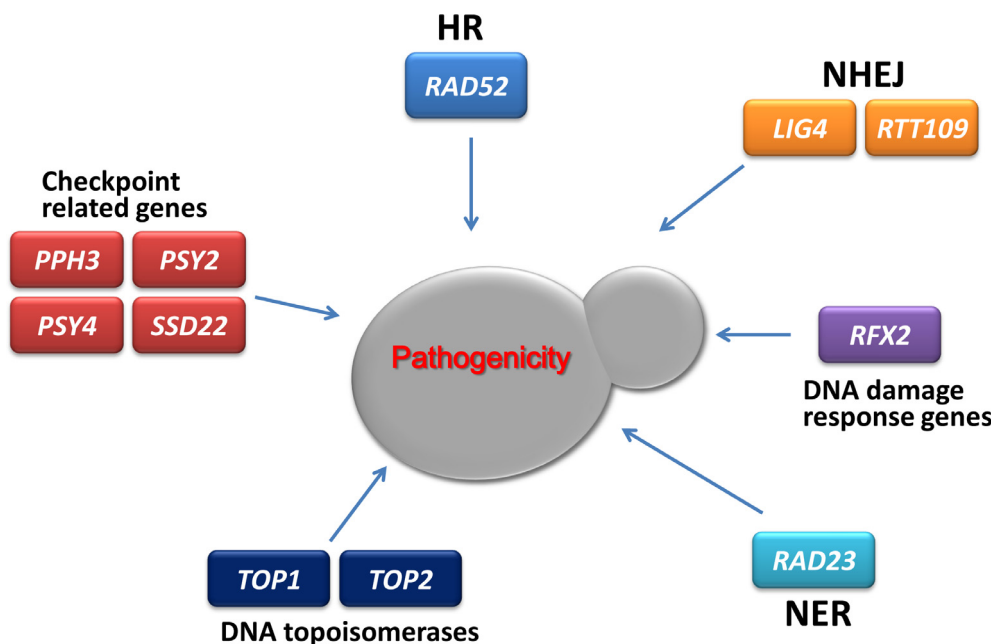 HR
RAD52
NHEJ
LIG4 RTT109
Checkpoint
related genes
PPH3 PSY2
PSY4 SSD22
Pathogenicity
RFX2
DNA damage
response genes
RAD23
NER
TOP1 TOP2
DNA topoisomerases